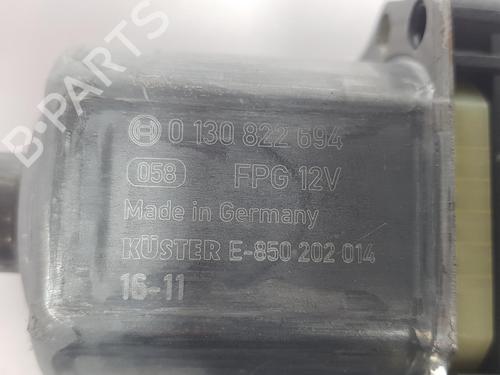 B-PARTS
0 130 822 694
058 FPG 12V
Made in Germany
KÜSTER E-850 202 014
16-11